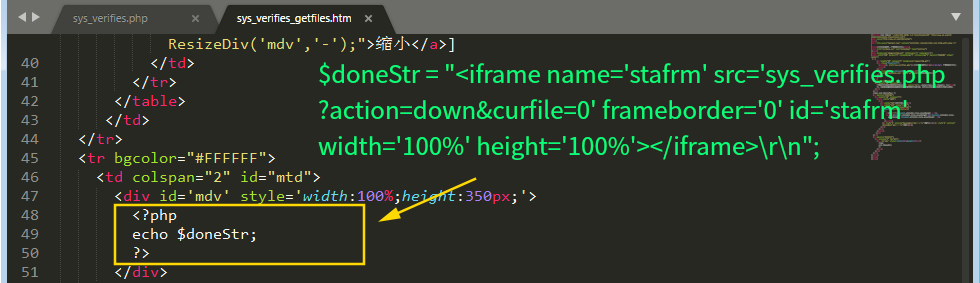 sys_verifies.php
sys_verifies_getfiles.htm
ResizeDiv('mdv','-');">缩小</a>]
40 </td>
41 </tr>
42 </table>
43 </td>
44 </tr>
45 <tr bgcolor="#FFFFFF">
46 <td colspan="2" id="mtd">
47 <div id='mdv' style='width:100%;height:350px;'>
48 <?php
49 echo $doneStr;
50 ?>
51 </div>
$doneStr = "<iframe name='stafrm' src='sys_verifies.php
?action=down&curfile=0' frameborder='0' id='stafrm'
width='100%' height='100%'></iframe>\r\n";